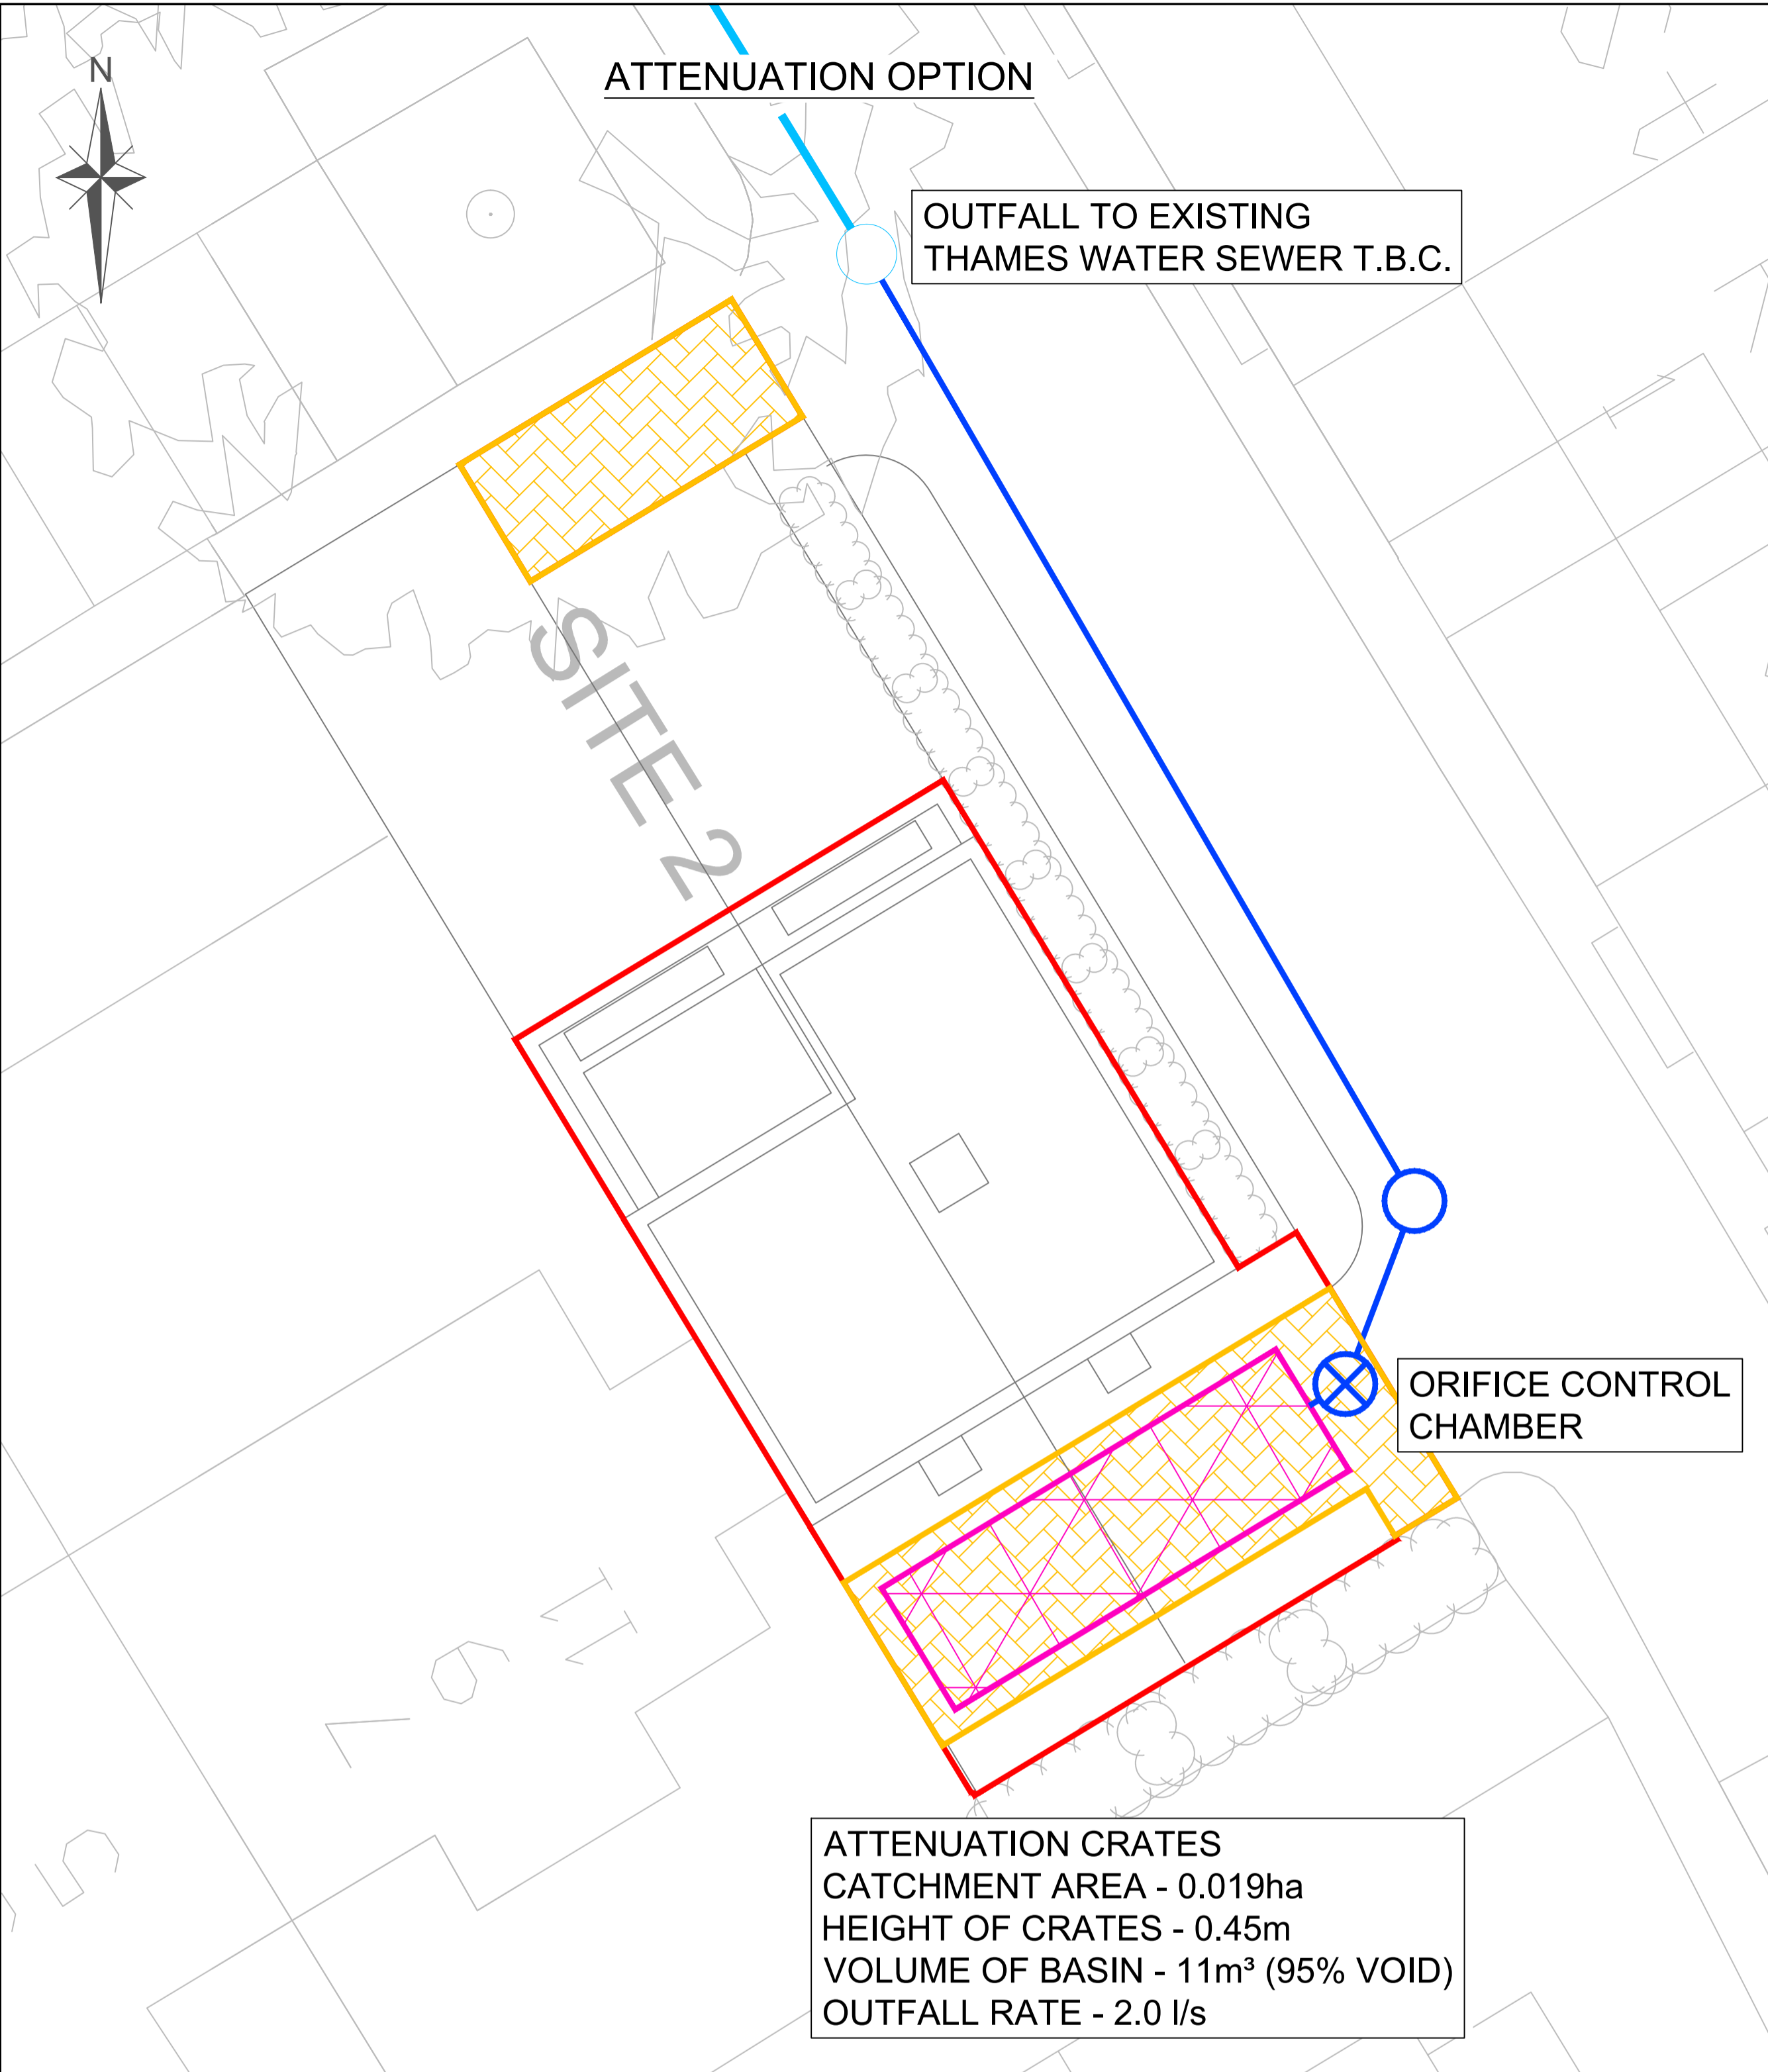 N
ATTENUATION OPTION
OUTFALL TO EXISTING
THAMES WATER SEWER T.B.C.
SITE 2
ORIFICE CONTROL
CHAMBER
ATTENUATION CRATES
CATCHMENT AREA - 0.019ha
HEIGHT OF CRATES - 0.45m
VOLUME OF BASIN - 11m³ (95% VOID)
OUTFALL RATE - 2.0 l/s